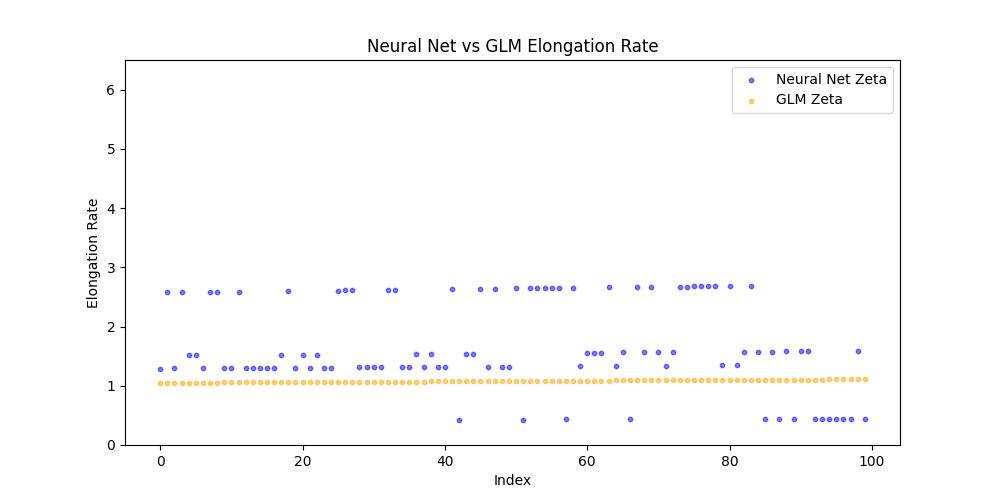 Neural Net vs GLM Elongation Rate
Neural Net Zeta
GLM Zeta
Elongation Rate
6
5
4
3
2
1
0
0 20 40 60 80 100
Index